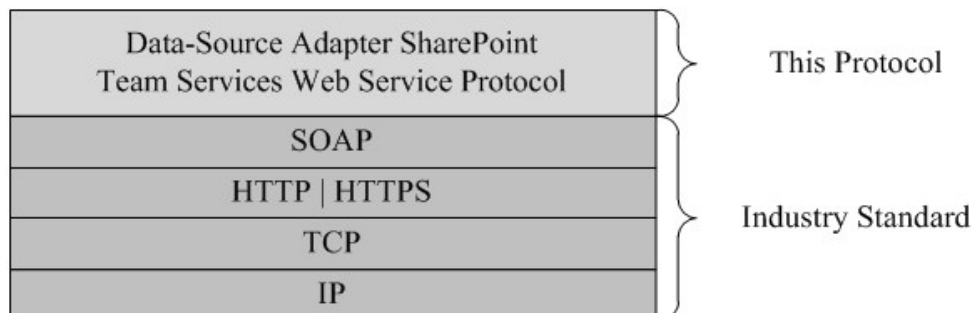 Data-Source Adapter SharePoint
Team Services Web Service Protocol
This Protocol
SOAP
HTTP | HTTPS
TCP
IP
Industry Standard